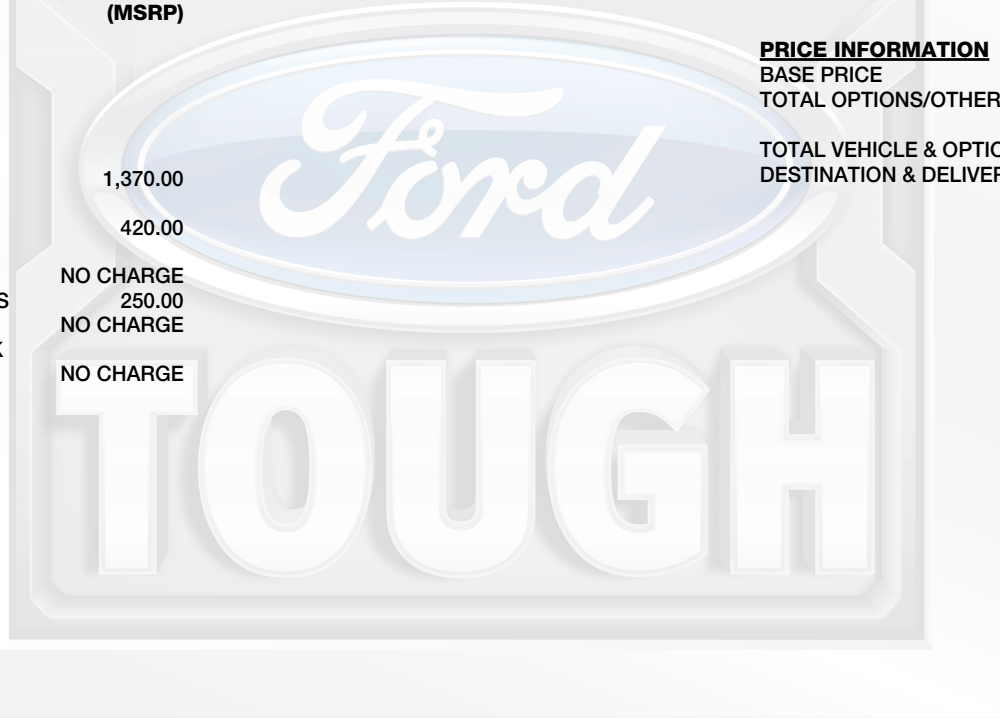 (MSRP)
1,370.00
420.00
NO CHARGE
S 250.00
NO CHARGE
K
NO CHARGE
PRICE INFORMATION
BASE PRICE
TOTAL OPTIONS/OTHER
TOTAL VEHICLE & OPTIO
DESTINATION & DELIVER
Ford
TOUGH